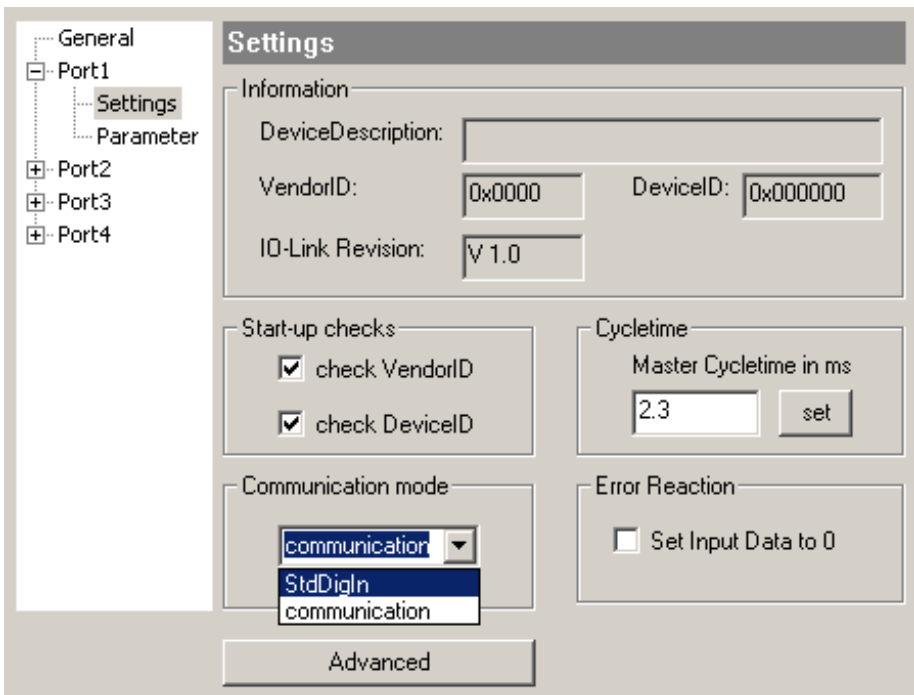 General
Port1
Settings
Parameter
Port2
Port3
Port4
Settings
Information
DeviceDescription:
VendorID: 0x0000 DeviceID: 0x000000
IO-Link Revision: V 1.0
Start-up checks
check VendorID
check DeviceID
Cycletime
Master Cycletime in ms
2.3 set
Communication mode
communication
StdDigIn
communication
Error Reaction
Set Input Data to 0
Advanced